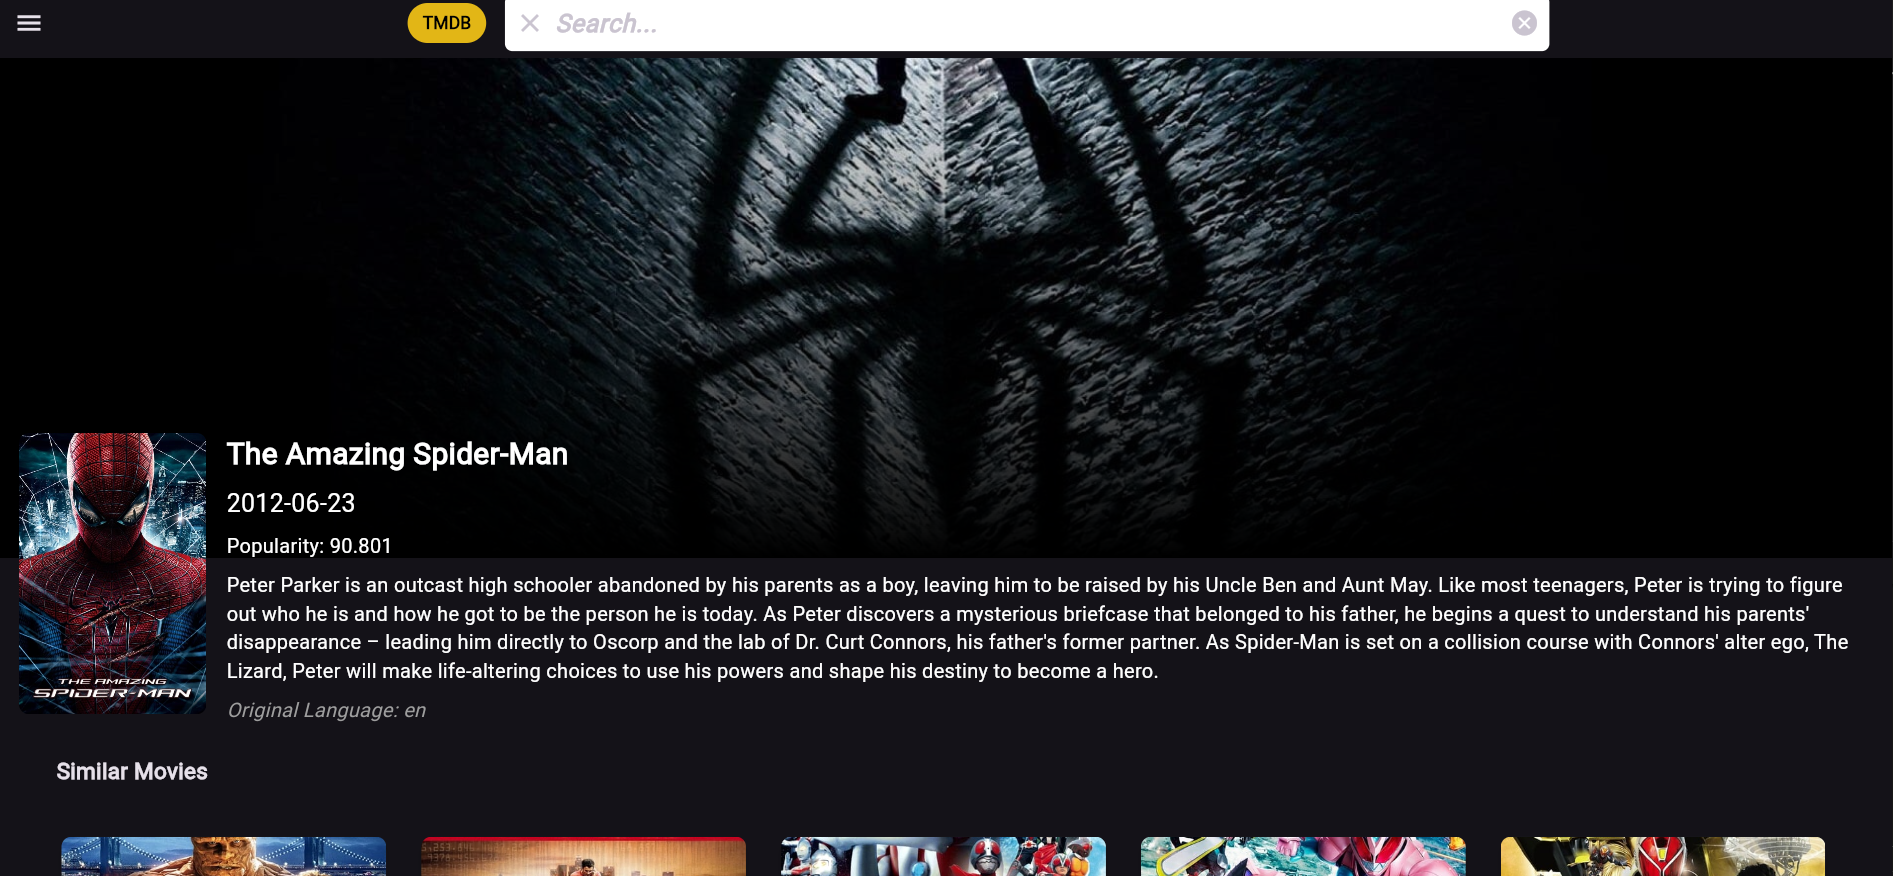 TMDB
Search...
The Amazing Spider-Man
2012-06-23
Popularity: 90.801
Peter Parker is an outcast high schooler abandoned by his parents as a boy, leaving him to be raised by his Uncle Ben and Aunt May. Like most teenagers, Peter is trying to figure
out who he is and how he got to be the person he is today. As Peter discovers a mysterious briefcase that belonged to his father, he begins a quest to understand his parents'
disappearance – leading him directly to Oscorp and the lab of Dr. Curt Connors, his father's former partner. As Spider-Man is set on a collision course with Connors' alter ego, The
Lizard, Peter will make life-altering choices to use his powers and shape his destiny to become a hero.
THE AMAZING
SPIDER-MAN
Original Language: en
Similar Movies